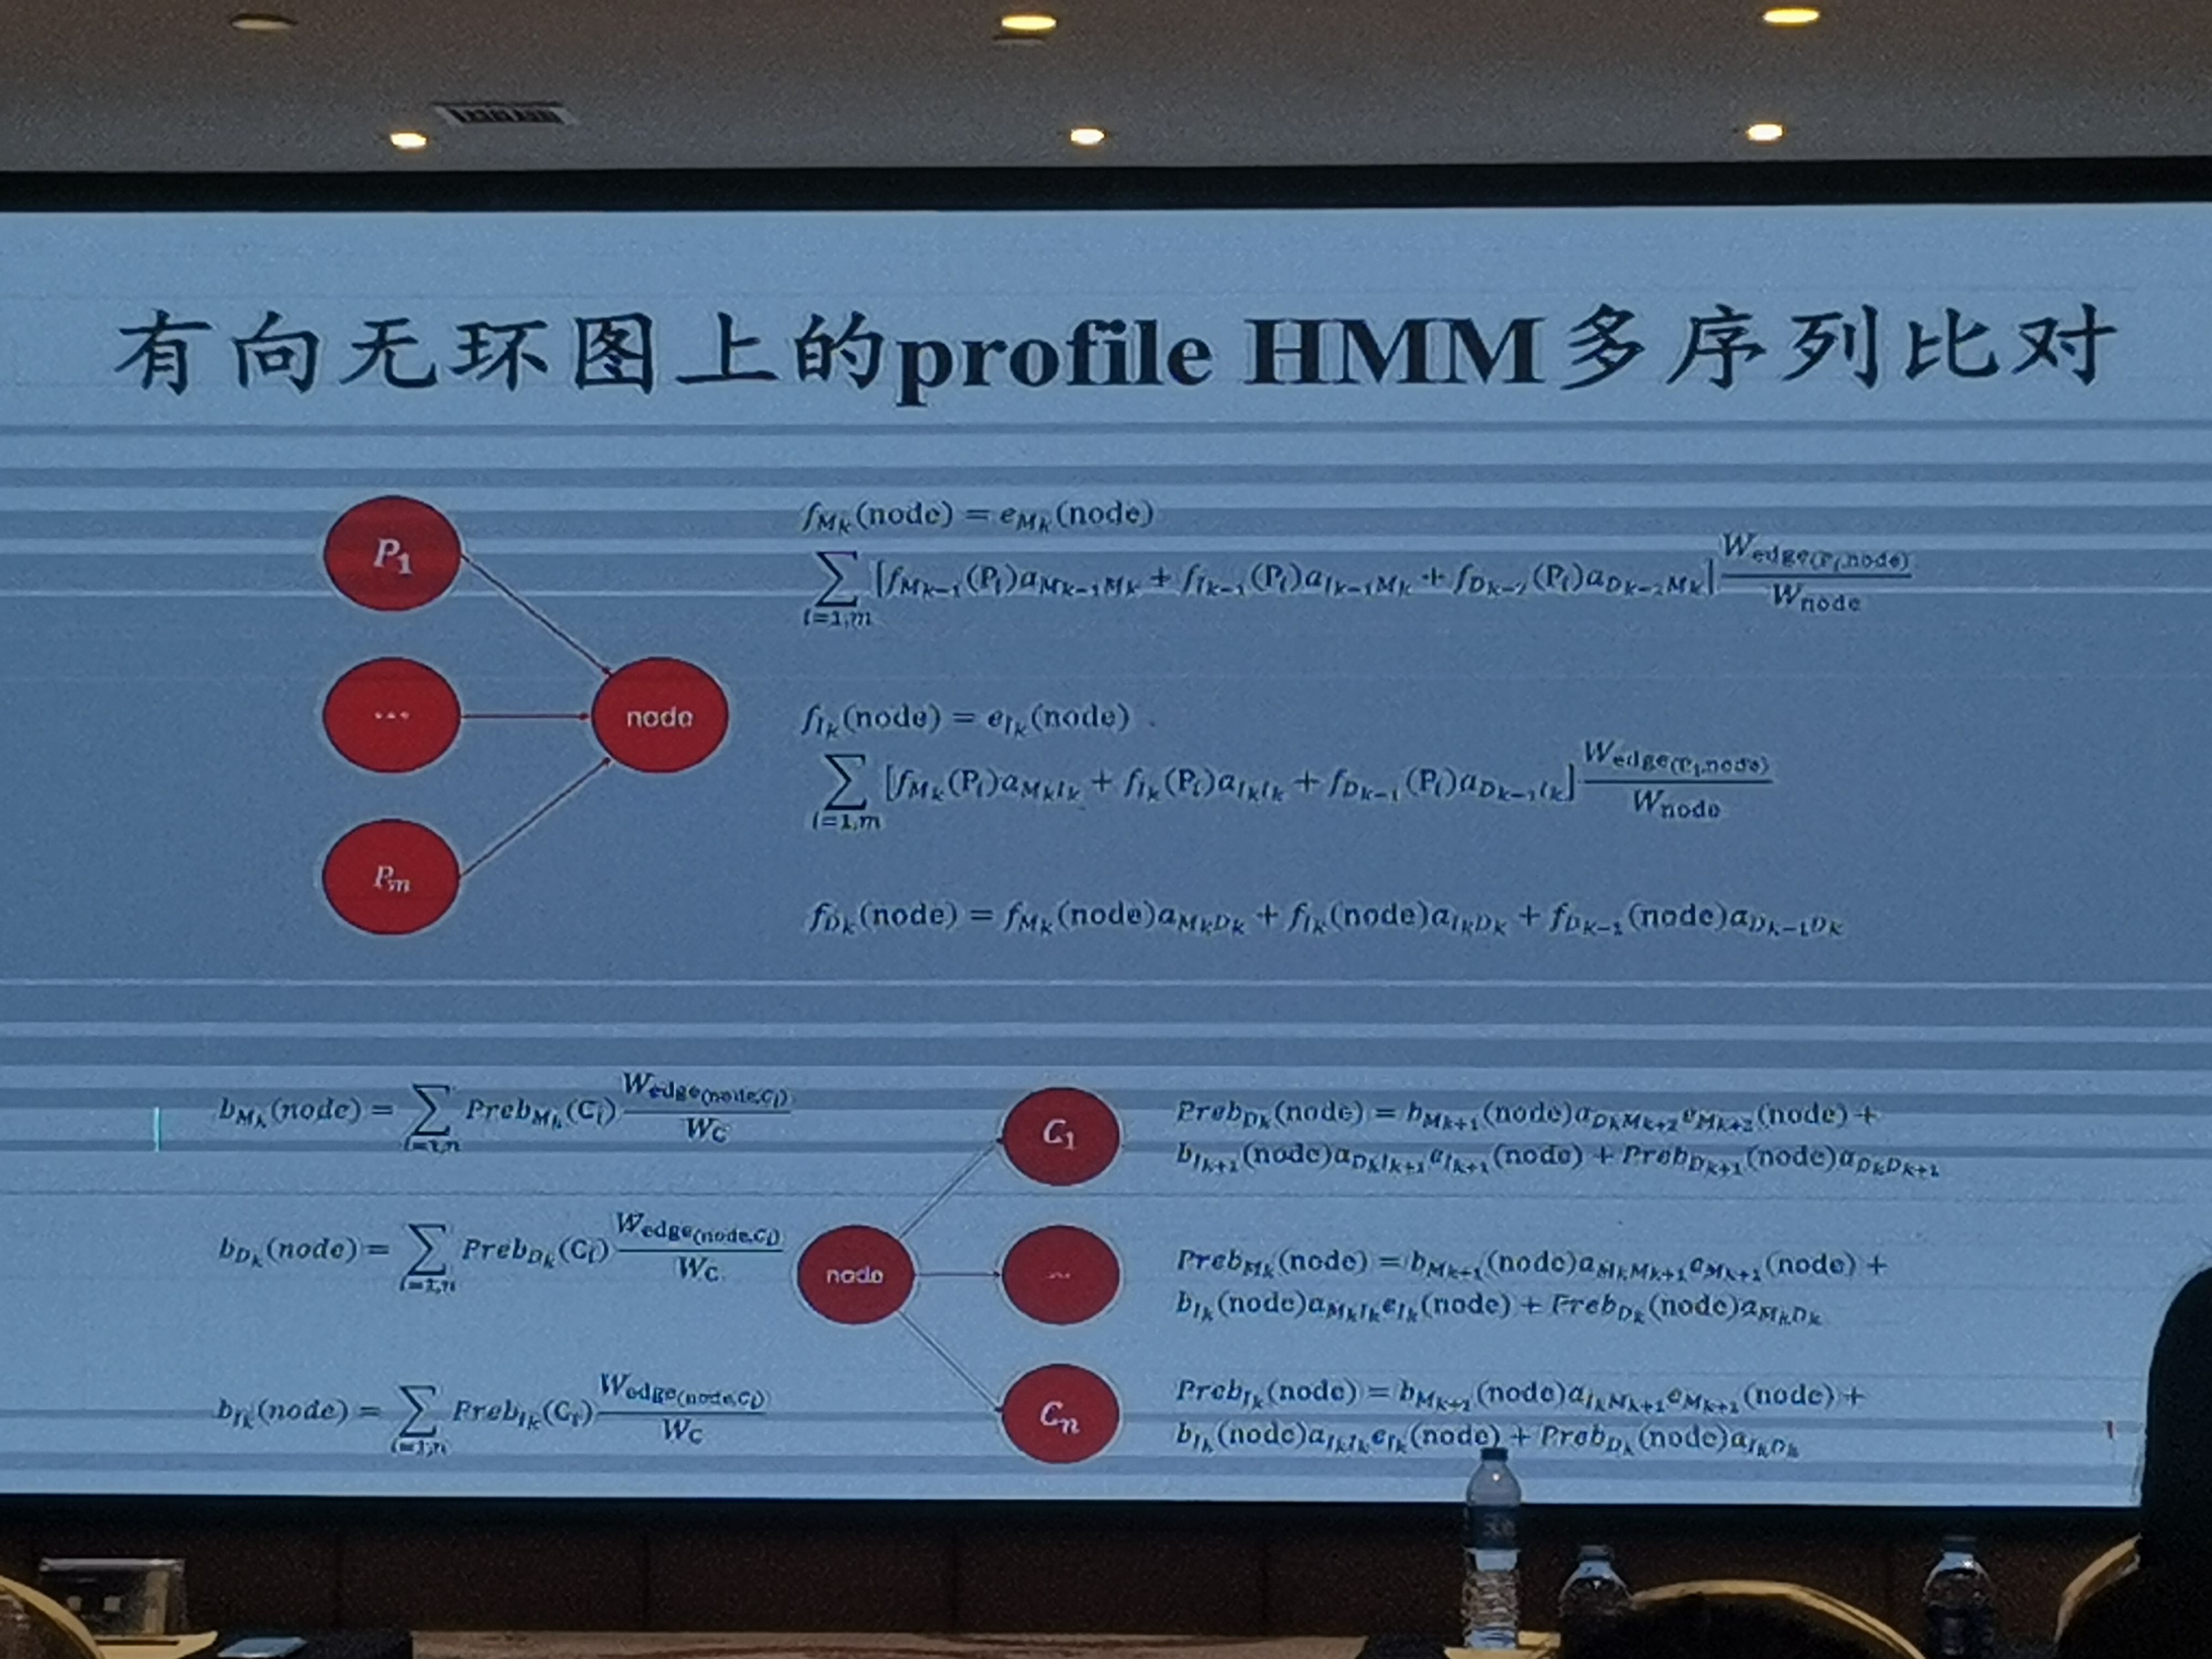 有向无环图上的profile HMM多序列比对
P₁
...
Pₘ
node
f_{M_k}(node) = e_{M_k}(node)
∑_{i=1,m} [f_{M_{k-1}}(P_i)a_{M_{k-1}M_k} + f_{I_{k-1}}(P_i)a_{I_{k-1}M_k} + f_{D_{k-2}}(P_i)a_{D_{k-2}M_k}] W_{edge(P_i,node)} / W_{node}
f_{I_k}(node) = e_{I_k}(node)
∑_{i=1,m} [f_{M_k}(P_i)a_{M_kI_k} + f_{I_k}(P_i)a_{I_kI_k} + f_{D_{k-1}}(P_i)a_{D_{k-1}I_k}] W_{edge(P_i,node)} / W_{node}
f_{D_k}(node) = f_{M_k}(node)a_{M_kD_k} + f_{I_k}(node)a_{I_kD_k} + f_{D_{k-1}}(node)a_{D_{k-1}D_k}
b_{M_k}(node) = ∑_{i=1,n} Preb_{M_k}(C_i) W_{edge(node,C_i)} / W_C
b_{D_k}(node) = ∑_{i=1,n} Preb_{D_k}(C_i) W_{edge(node,C_i)} / W_C
b_{I_k}(node) = ∑_{i=1,n} Preb_{I_k}(C_i) W_{edge(node,C_i)} / W_C
node
C₁
...
Cₙ
Preb_{D_k}(node) = b_{M_{k+1}}(node)a_{D_kM_{k+2}}e_{M_{k+2}}(node) +
b_{I_{k+1}}(node)a_{D_kI_{k+1}}e_{I_{k+1}}(node) + Preb_{D_{k+1}}(node)a_{D_kD_{k+1}}
Preb_{M_k}(node) = b_{M_{k+1}}(node)a_{M_kM_{k+1}}e_{M_{k+1}}(node) +
b_{I_k}(node)a_{M_kI_k}e_{I_k}(node) + Preb_{D_k}(node)a_{M_kD_k}
Preb_{I_k}(node) = b_{M_{k+1}}(node)a_{I_kM_{k+1}}e_{M_{k+1}}(node) +
b_{I_k}(node)a_{I_kI_k}e_{I_k}(node) + Preb_{D_k}(node)a_{I_kD_k}